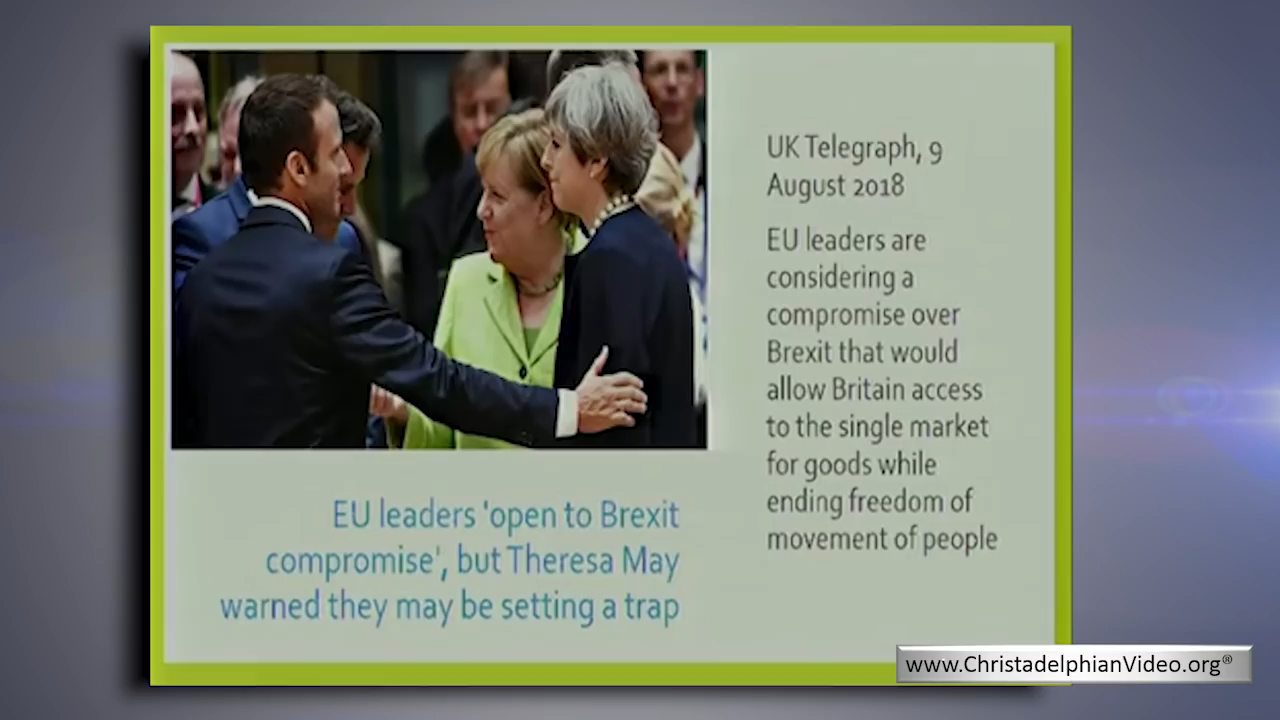 UK Telegraph, 9
August 2018
EU leaders are
considering a
compromise over
Brexit that would
allow Britain access
to the single market
for goods while
ending freedom of
movement of people
EU leaders 'open to Brexit
compromise', but Theresa May
warned they may be setting a trap
www.ChristadelphianVideo.org®